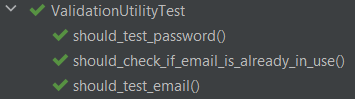 ValidationUtilityTest
should_test_password()
should_check_if_email_is_already_in_use()
should_test_email()